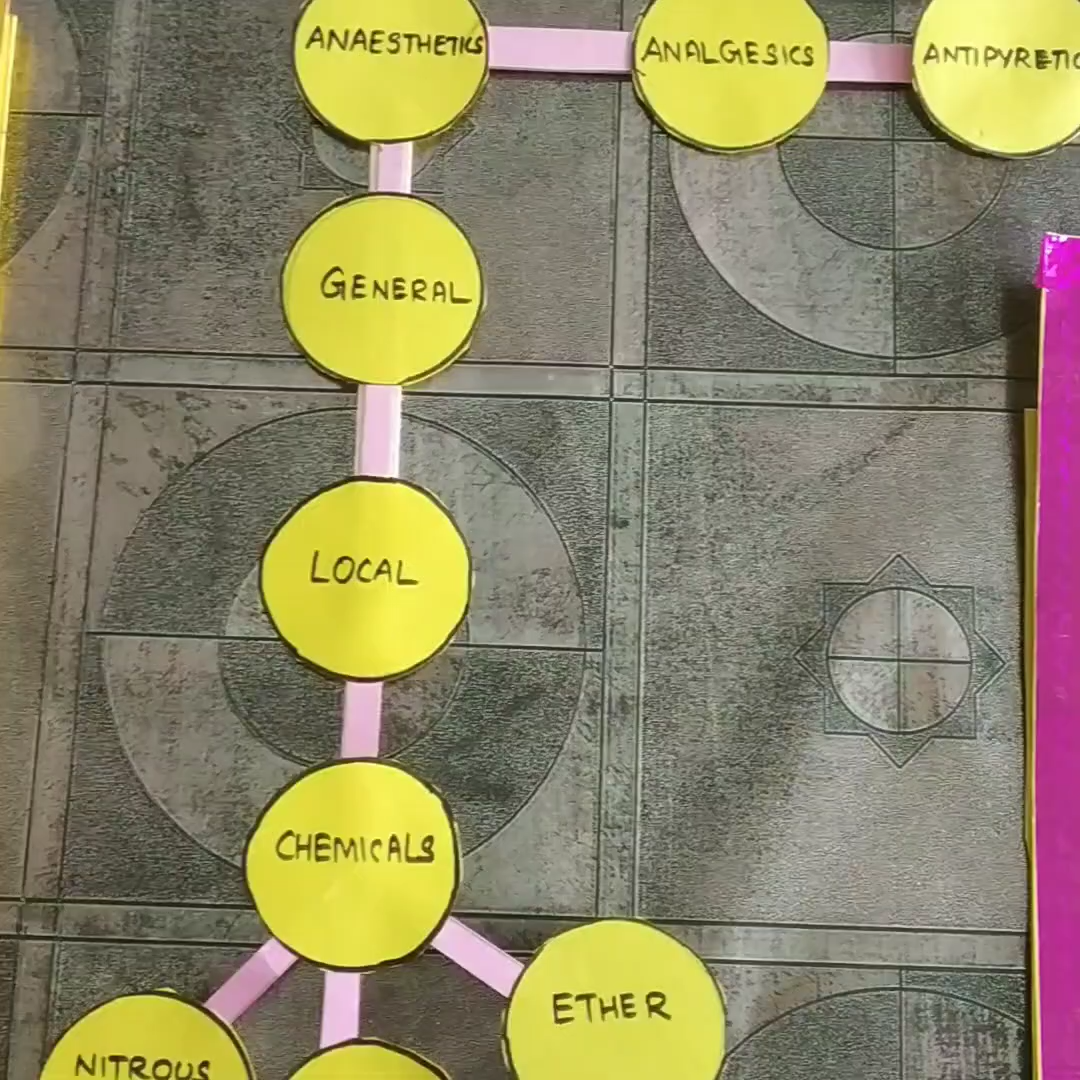 ANAESTHETICS
ANALGESICS
ANTIPYRETIC
GENERAL
LOCAL
CHEMICALS
ETHER
NITROUS